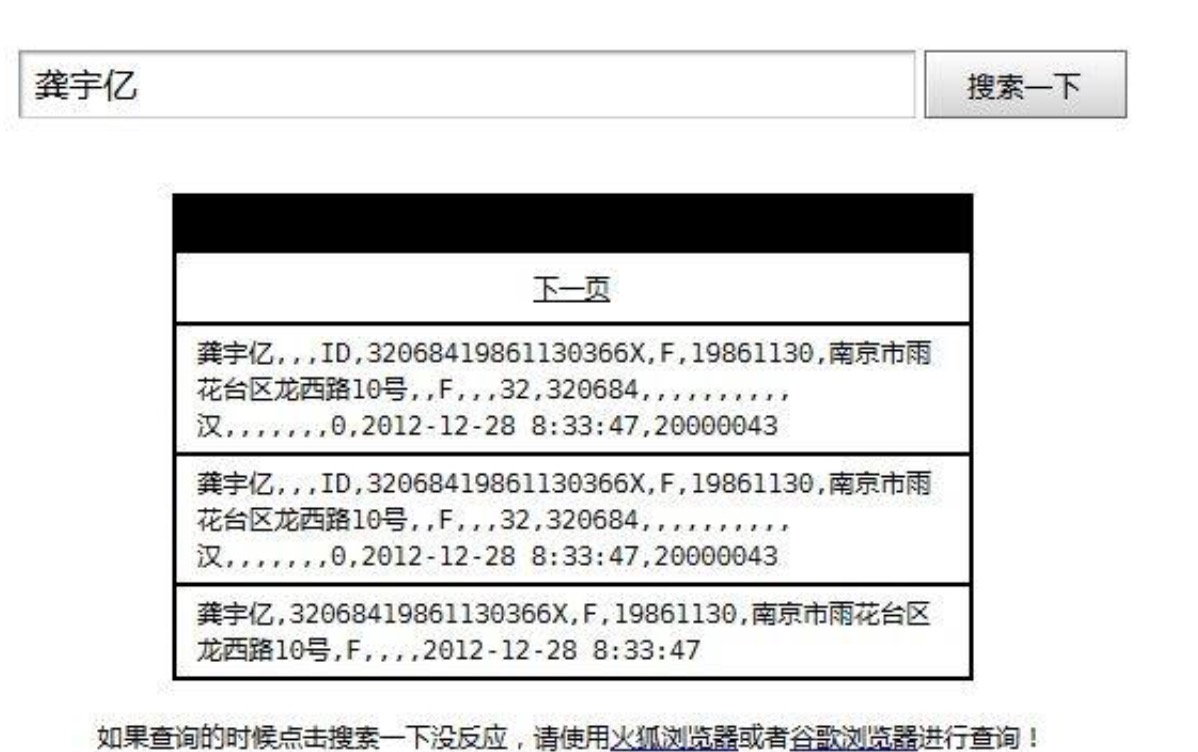 龚宇亿
搜索一下
下一页
龚宇亿,,,ID,32068419861130366X,F,19861130,南京市雨
花台区龙西路10号,,F,,,32,320684,,,,,,,,,,
汉,,,,,,,0,2012-12-28 8:33:47,20000043
龚宇亿,,,ID,32068419861130366X,F,19861130,南京市雨
花台区龙西路10号,,F,,,32,320684,,,,,,,,,,
汉,,,,,,,0,2012-12-28 8:33:47,20000043
龚宇亿,32068419861130366X,F,19861130,南京市雨花台区
龙西路10号,F,,,,2012-12-28 8:33:47
如果查询的时候点击搜索一下没反应，请使用火狐浏览器或者谷歌浏览器进行查询！